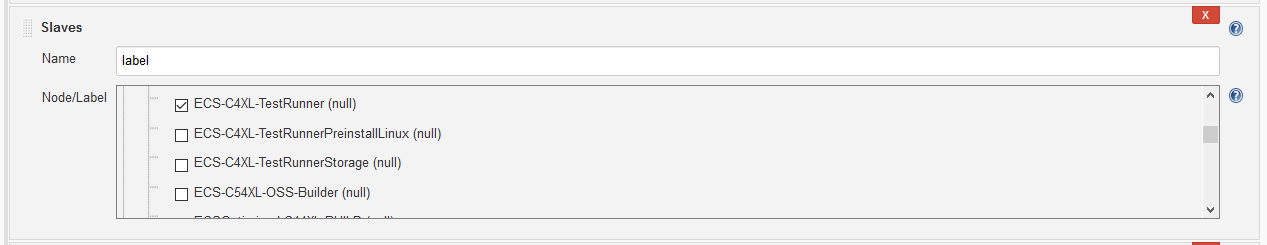 X
Slaves
Name
label
Node/Label
ECS-C4XL-TestRunner (null)
ECS-C4XL-TestRunnerPreinstallLinux (null)
ECS-C4XL-TestRunnerStorage (null)
ECS-C54XL-OSS-Builder (null)